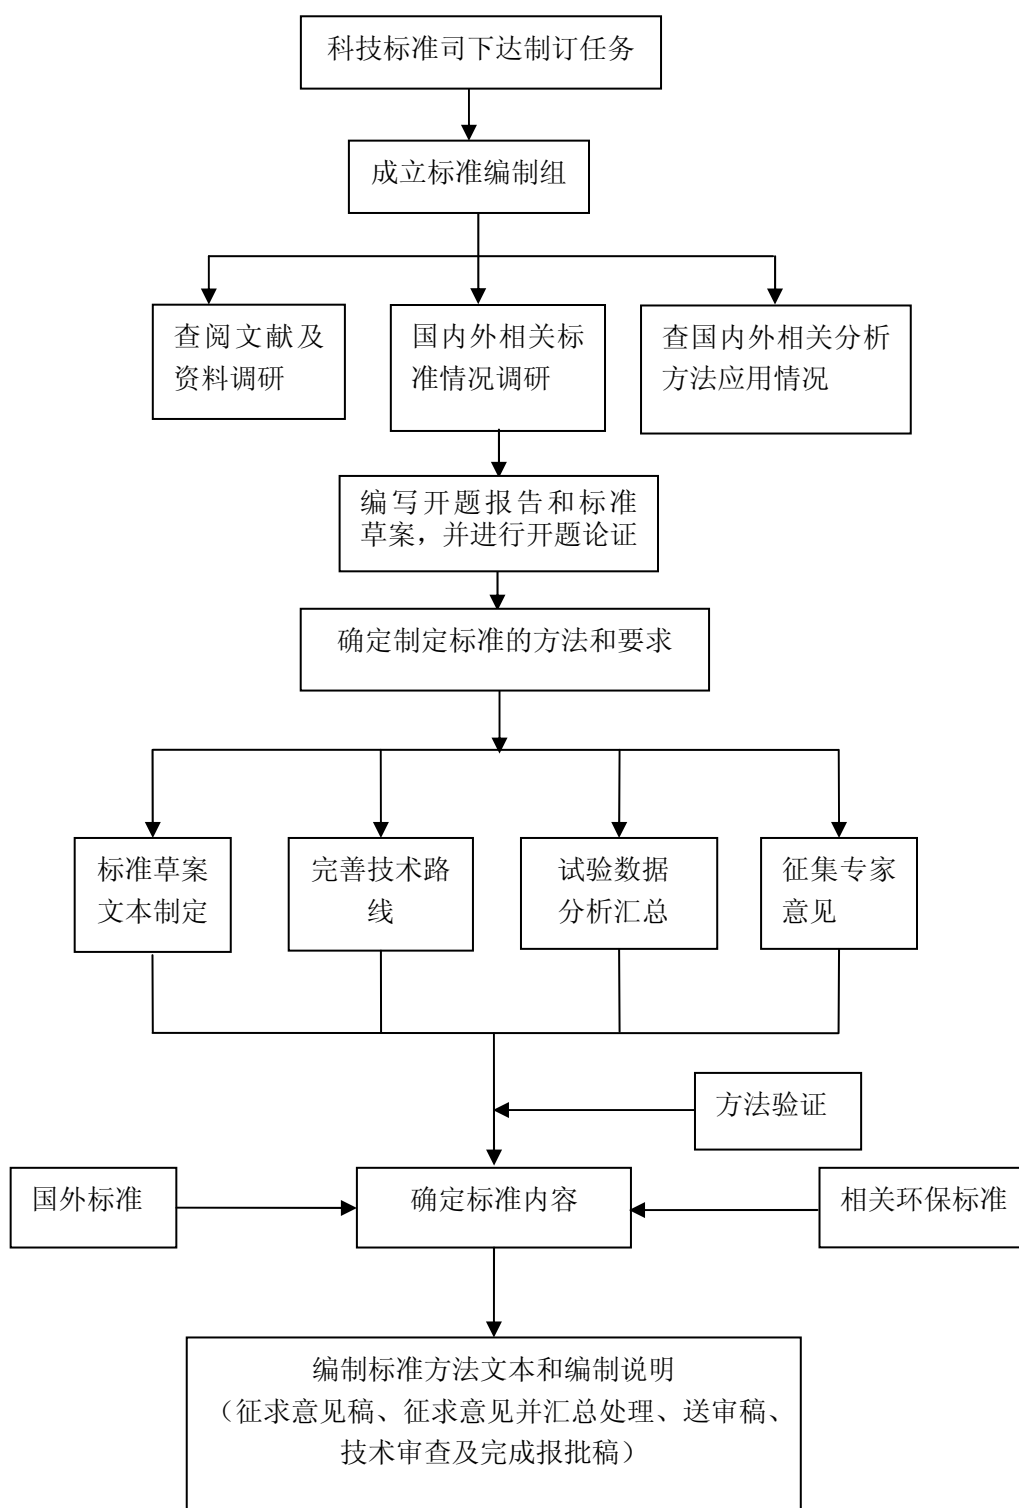 科技标准司下达制订任务
成立标准编制组
查阅文献及
资料调研
国内外相关标
准情况调研
查国内外相关分析
方法应用情况
编写开题报告和标准
草案，并进行开题论证
确定制定标准的方法和要求
标准草案
文本制定
完善技术路
线
试验数据
分析汇总
征集专家
意见
方法验证
国外标准
确定标准内容
相关环保标准
编制标准方法文本和编制说明
（征求意见稿、征求意见并汇总处理、送审稿、
技术审查及完成报批稿）